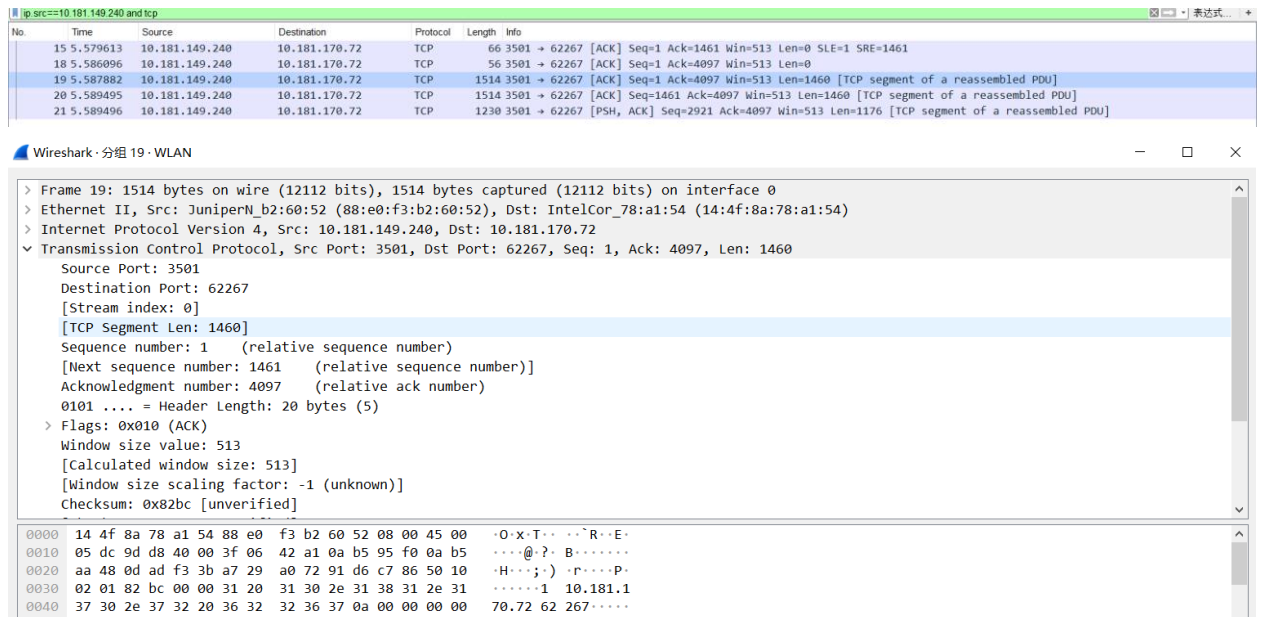 ip.src==10.181.149.240 and tcp 表达式… +
No. Time Source Destination Protocol Length Info
15 5.579613 10.181.149.240 10.181.170.72 TCP 66 3501 → 62267 [ACK] Seq=1 Ack=1461 Win=513 Len=0 SLE=1 SRE=1461
18 5.586096 10.181.149.240 10.181.170.72 TCP 56 3501 → 62267 [ACK] Seq=1 Ack=4097 Win=513 Len=0
19 5.587882 10.181.149.240 10.181.170.72 TCP 1514 3501 → 62267 [ACK] Seq=1 Ack=4097 Win=513 Len=1460 [TCP segment of a reassembled PDU]
20 5.589495 10.181.149.240 10.181.170.72 TCP 1514 3501 → 62267 [ACK] Seq=1461 Ack=4097 Win=513 Len=1460 [TCP segment of a reassembled PDU]
21 5.589496 10.181.149.240 10.181.170.72 TCP 1230 3501 → 62267 [PSH, ACK] Seq=2921 Ack=4097 Win=513 Len=1176 [TCP segment of a reassembled PDU]
Wireshark · 分组 19 · WLAN
Frame 19: 1514 bytes on wire (12112 bits), 1514 bytes captured (12112 bits) on interface 0
Ethernet II, Src: JuniperN_b2:60:52 (88:e0:f3:b2:60:52), Dst: IntelCor_78:a1:54 (14:4f:8a:78:a1:54)
Internet Protocol Version 4, Src: 10.181.149.240, Dst: 10.181.170.72
Transmission Control Protocol, Src Port: 3501, Dst Port: 62267, Seq: 1, Ack: 4097, Len: 1460
Source Port: 3501
Destination Port: 62267
[Stream index: 0]
[TCP Segment Len: 1460]
Sequence number: 1 (relative sequence number)
[Next sequence number: 1461 (relative sequence number)]
Acknowledgment number: 4097 (relative ack number)
0101 .... = Header Length: 20 bytes (5)
Flags: 0x010 (ACK)
Window size value: 513
[Calculated window size: 513]
[Window size scaling factor: -1 (unknown)]
Checksum: 0x82bc [unverified]
0000 14 4f 8a 78 a1 54 88 e0 f3 b2 60 52 08 00 45 00 ·O·x·T·· ··`R··E·
0010 05 dc 9d d8 40 00 3f 06 42 a1 0a b5 95 f0 0a b5 ····@·?· B·······
0020 aa 48 0d ad f3 3b a7 29 a0 72 91 d6 c7 86 50 10 ·H···;·) ·r····P·
0030 02 01 82 bc 00 00 31 20 31 30 2e 31 38 31 2e 31 ······1 10.181.1
0040 37 30 2e 37 32 20 36 32 32 36 37 0a 00 00 00 00 70.72 62 267·····